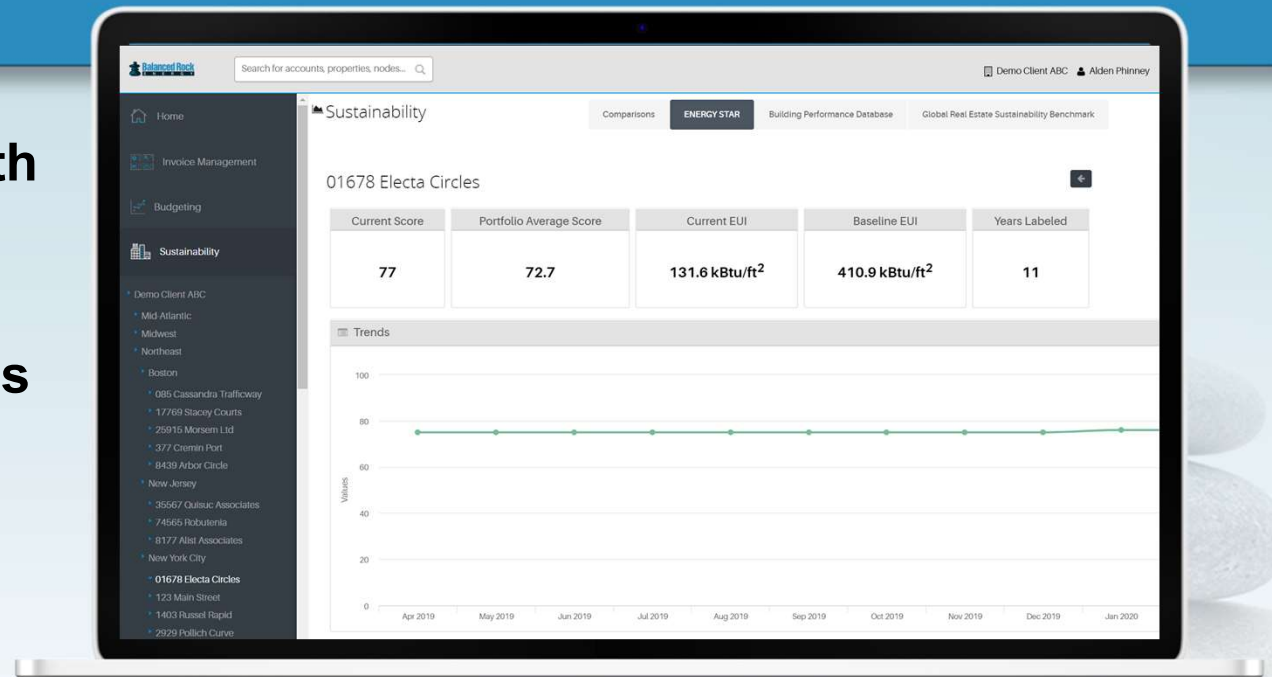 th
s
Balanced Rock
ENERGY
Search for accounts, properties, nodes...
Demo Client ABC
Alden Phinney
Home
Invoice Management
Budgeting
Sustainability
Demo Client ABC
Mid-Atlantic
Midwest
Northeast
Boston
085 Cassandra Trafficway
17769 Stacey Courts
25915 Morsem Ltd
377 Cremin Port
8439 Arbor Circle
New Jersey
35567 Quisuc Associates
74565 Robutenia
8177 Alist Associates
New York City
01678 Electa Circles
123 Main Street
1403 Russel Rapid
2929 Pollich Curve
Sustainability
Comparisons
ENERGY STAR
Building Performance Database
Global Real Estate Sustainability Benchmark
01678 Electa Circles
Current Score
Portfolio Average Score
Current EUI
Baseline EUI
Years Labeled
77
72.7
131.6 kBtu/ft²
410.9 kBtu/ft²
11
Trends
Values
100
80
60
40
20
0
Apr 2019
May 2019
Jun 2019
Jul 2019
Aug 2019
Sep 2019
Oct 2019
Nov 2019
Dec 2019
Jan 2020